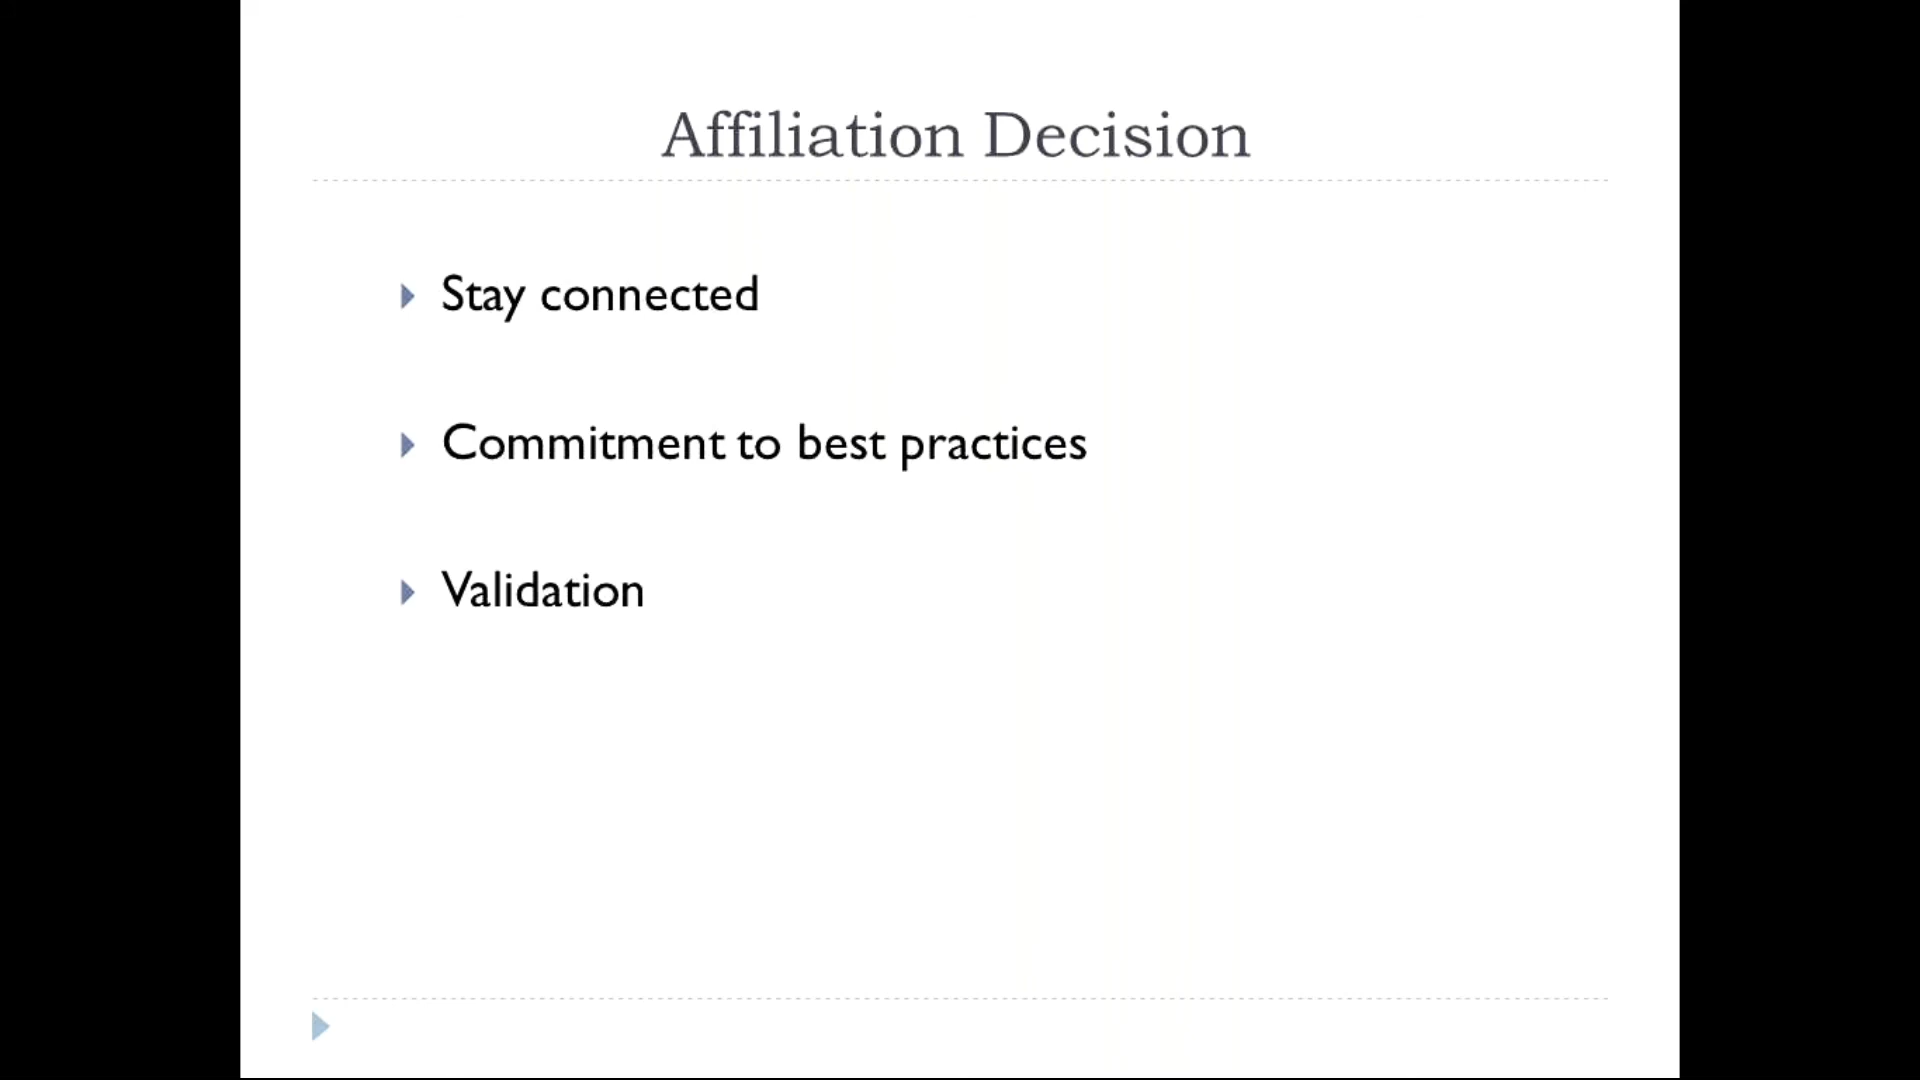 Affiliation Decision
Stay connected
Commitment to best practices
Validation